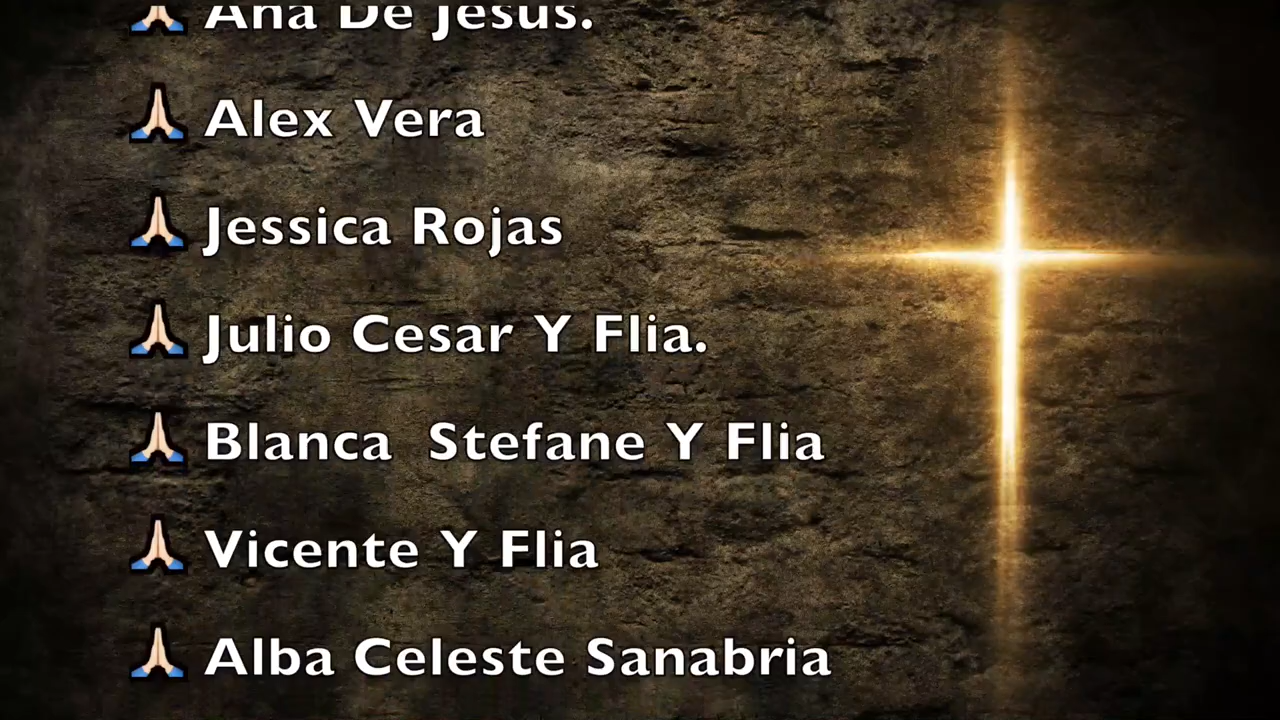 🙏🏻 Ana De Jesus.
🙏🏻 Alex Vera
🙏🏻 Jessica Rojas
🙏🏻 Julio Cesar Y Flia.
🙏🏻 Blanca  Stefane Y Flia
🙏🏻 Vicente Y Flia
🙏🏻 Alba Celeste Sanabria